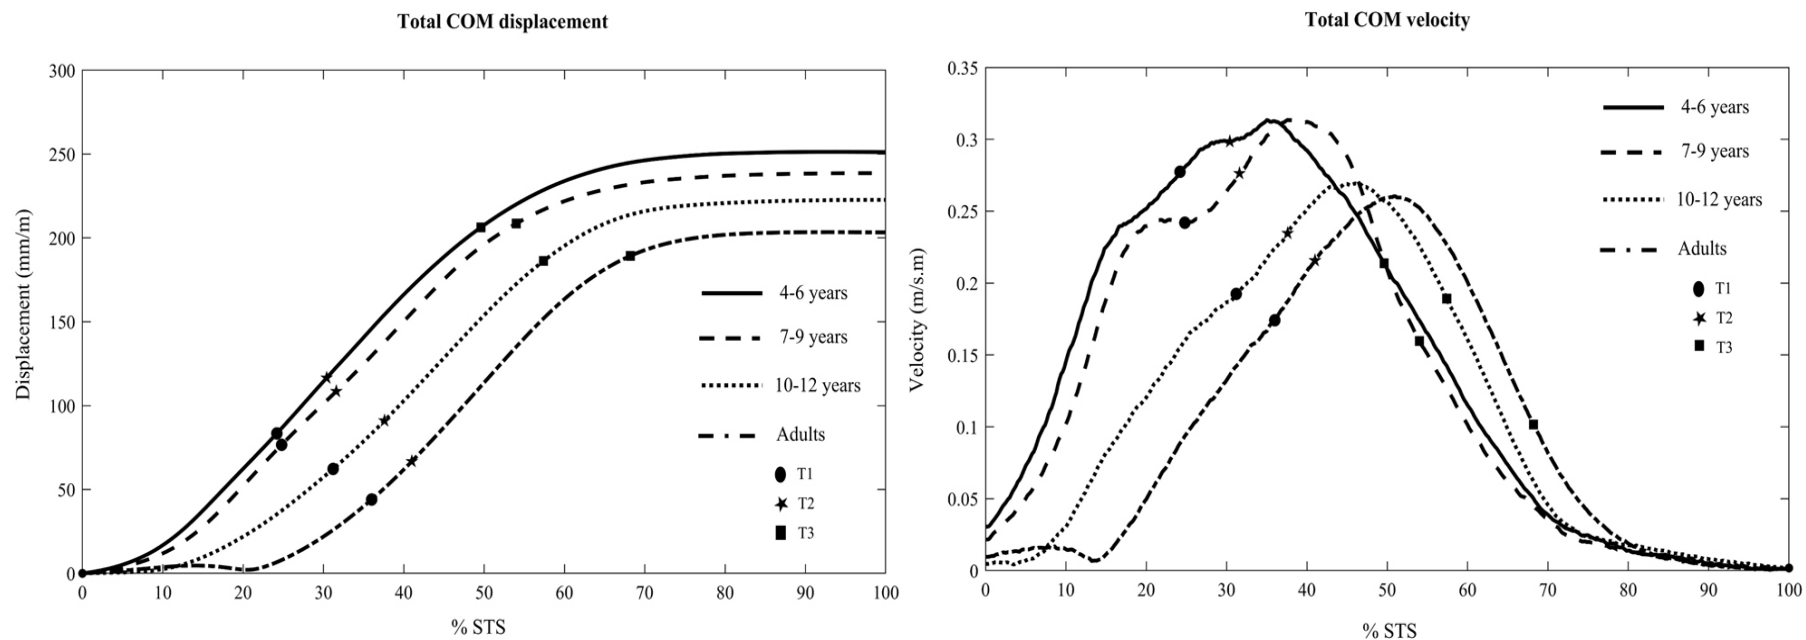 Total COM displacement
300
250
200
150
100
50
0
Displacement (mm/m)
0 10 20 30 40 50 60 70 80 90 100
% STS
4-6 years
7-9 years
10-12 years
Adults
T1
T2
T3
Total COM velocity
0.35
0.3
0.25
0.2
0.15
0.1
0.05
0
Velocity (m/s.m)
0 10 20 30 40 50 60 70 80 90 100
% STS
4-6 years
7-9 years
10-12 years
Adults
T1
T2
T3